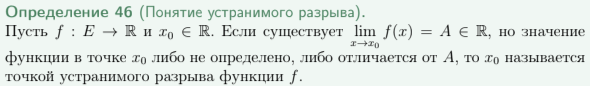 Определение 46 (Понятие устранимого разрыва).
Пусть f : E → ℝ и x₀ ∈ ℝ. Если существует lim f(x) = A ∈ ℝ, но значение
x→x₀
функции в точке x₀ либо не определено, либо отличается от A, то x₀ называется
точкой устранимого разрыва функции f.